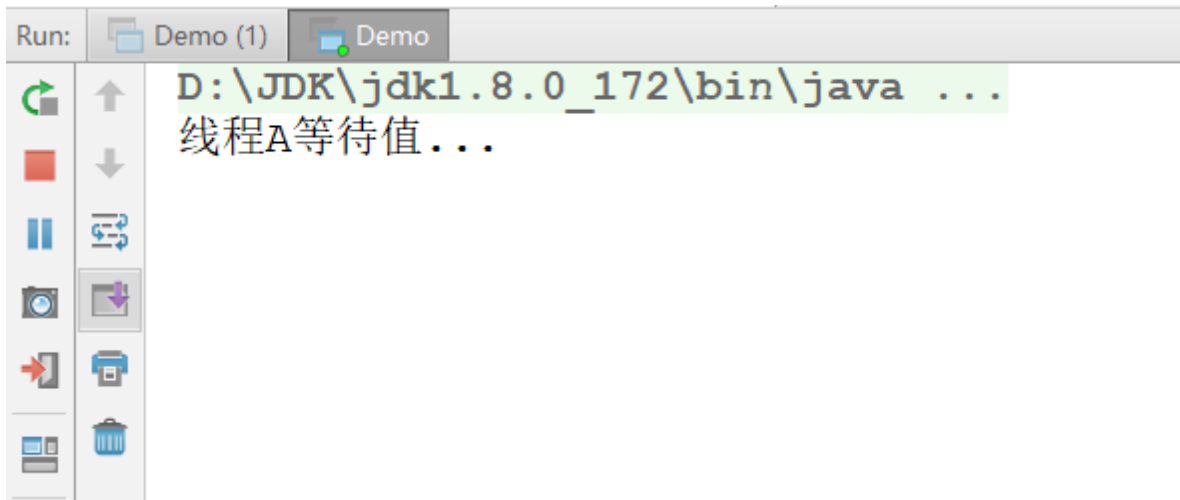 Run: Demo (1) Demo
D:\JDK\jdk1.8.0_172\bin\java ...
线程A等待值...